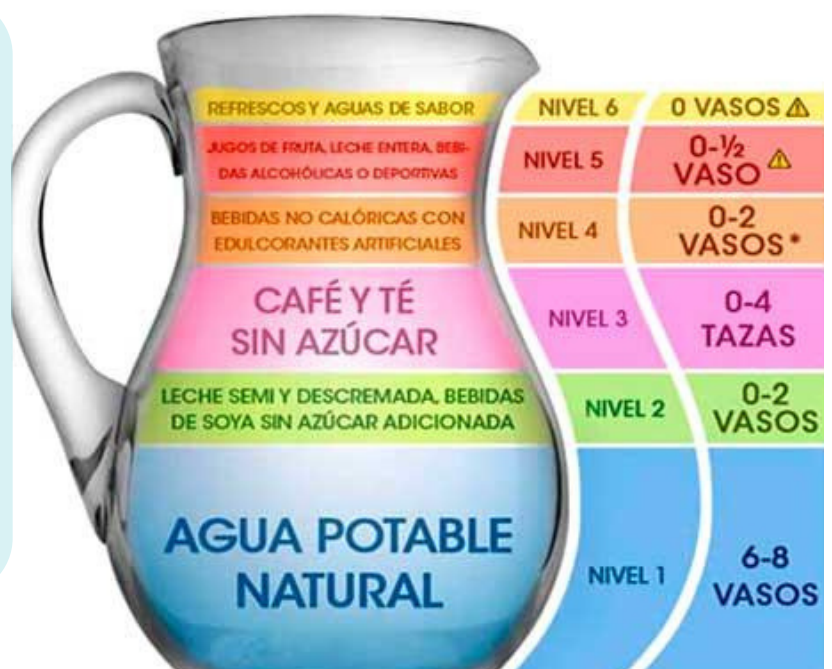 REFRESCOS Y AGUAS DE SABOR
NIVEL 6
0 VASOS
JUGOS DE FRUTA, LECHE ENTERA, BEBI-
DAS ALCOHÓLICAS O DEPORTIVAS
NIVEL 5
0-½
VASO
BEBIDAS NO CALÓRICAS CON
EDULCORANTES ARTIFICIALES
NIVEL 4
0-2
VASOS*
CAFÉ Y TÉ
SIN AZÚCAR
NIVEL 3
0-4
TAZAS
LECHE SEMI Y DESCREMADA, BEBIDAS
DE SOYA SIN AZÚCAR ADICIONADA
NIVEL 2
0-2
VASOS
AGUA POTABLE
NATURAL
NIVEL 1
6-8
VASOS